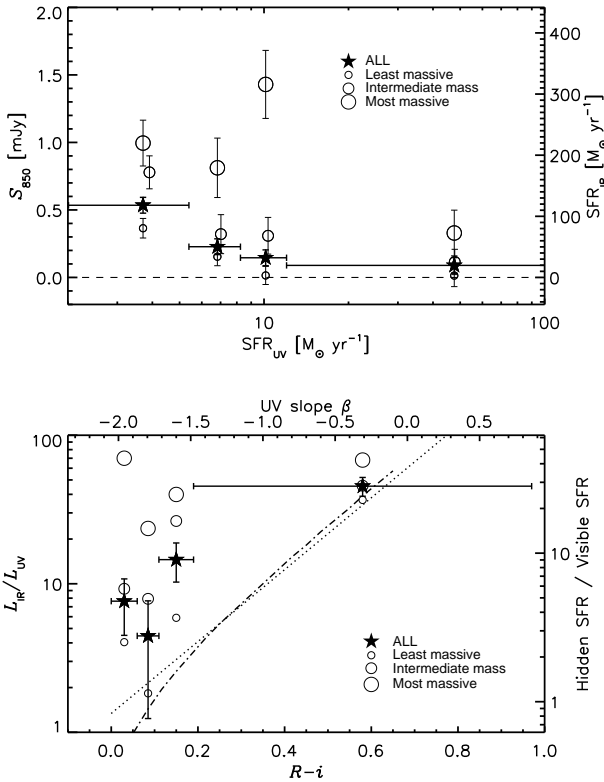 2.0
1.5
1.0
0.5
0.0
S850 [mJy]
ALL
Least massive
Intermediate mass
Most massive
400
300
200
100
0
SFRIR [M⊙ yr−1]
10
100
SFRUV [M⊙ yr−1]
UV slope β
−2.0
−1.5
−1.0
−0.5
0.0
0.5
100
10
1
LIR/LUV
ALL
Least massive
Intermediate mass
Most massive
10
1
Hidden SFR / Visible SFR
0.0
0.2
0.4
0.6
0.8
1.0
R−i